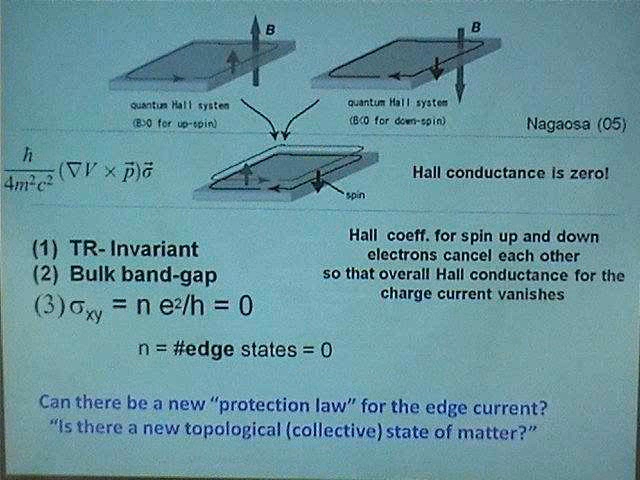 B
B
quantum Hall system
(B>0 for up-spin)
quantum Hall system
(B<0 for down-spin)
Nagaosa (05)
ħ/4m²c² (∇V × p⃗)σ⃗
Hall conductance is zero!
spin
(1) TR- Invariant
(2) Bulk band-gap
(3) σxy = n e²/h = 0
n = #edge states = 0
Hall coeff. for spin up and down
electrons cancel each other
so that overall Hall conductance for the
charge current vanishes
Can there be a new “protection law” for the edge current?
“Is there a new topological (collective) state of matter?”